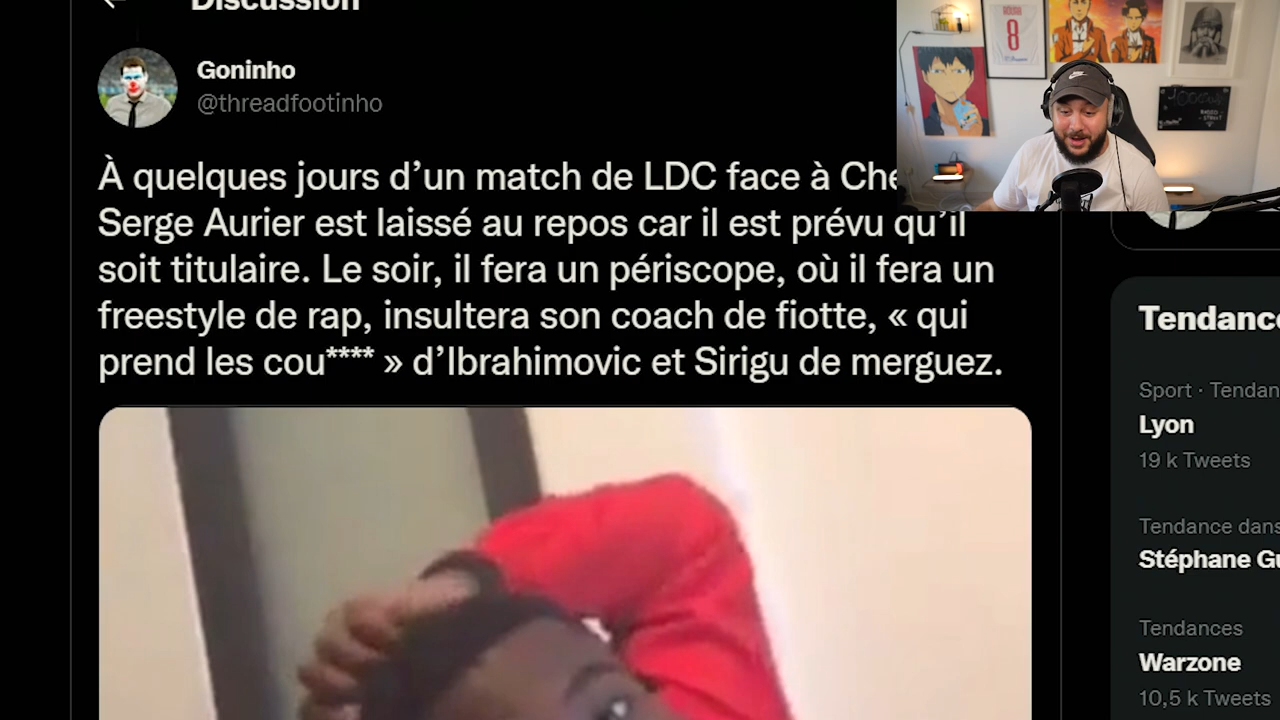 Discussion
Goninho
@threadfootinho
À quelques jours d’un match de LDC face à
Serge Aurier est laissé au repos car il est prévu qu’il
soit titulaire. Le soir, il fera un périscope, où il fera un
freestyle de rap, insultera son coach de fiotte, « qui
prend les cou**** » d’Ibrahimovic et Sirigu de merguez.
8
Tendance
Sport · Tendan
Lyon
19 k Tweets
Tendance dans
Stéphane Gu
Tendances
Warzone
10,5 k Tweets